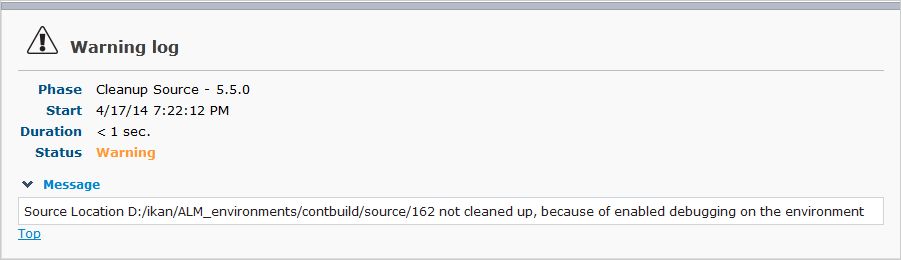 Warning log
Phase Cleanup Source - 5.5.0
Start 4/17/14 7:22:12 PM
Duration < 1 sec.
Status Warning
Message
Source Location D:/ikan/ALM_environments/contbuild/source/162 not cleaned up, because of enabled debugging on the environment
Top